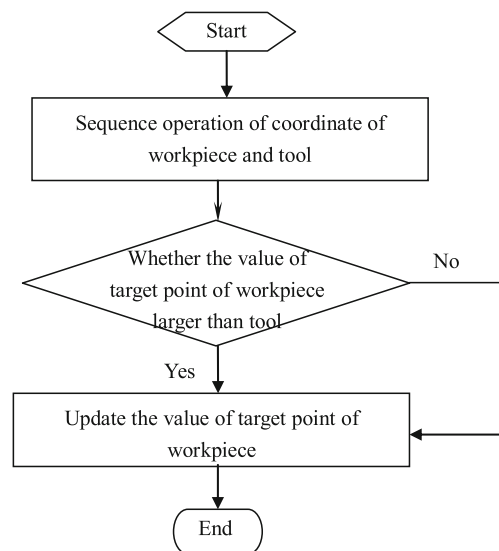 Start
Sequence operation of coordinate of
workpiece and tool
Whether the value of
target point of workpiece
larger than tool
No
Yes
Update the value of target point of
workpiece
End